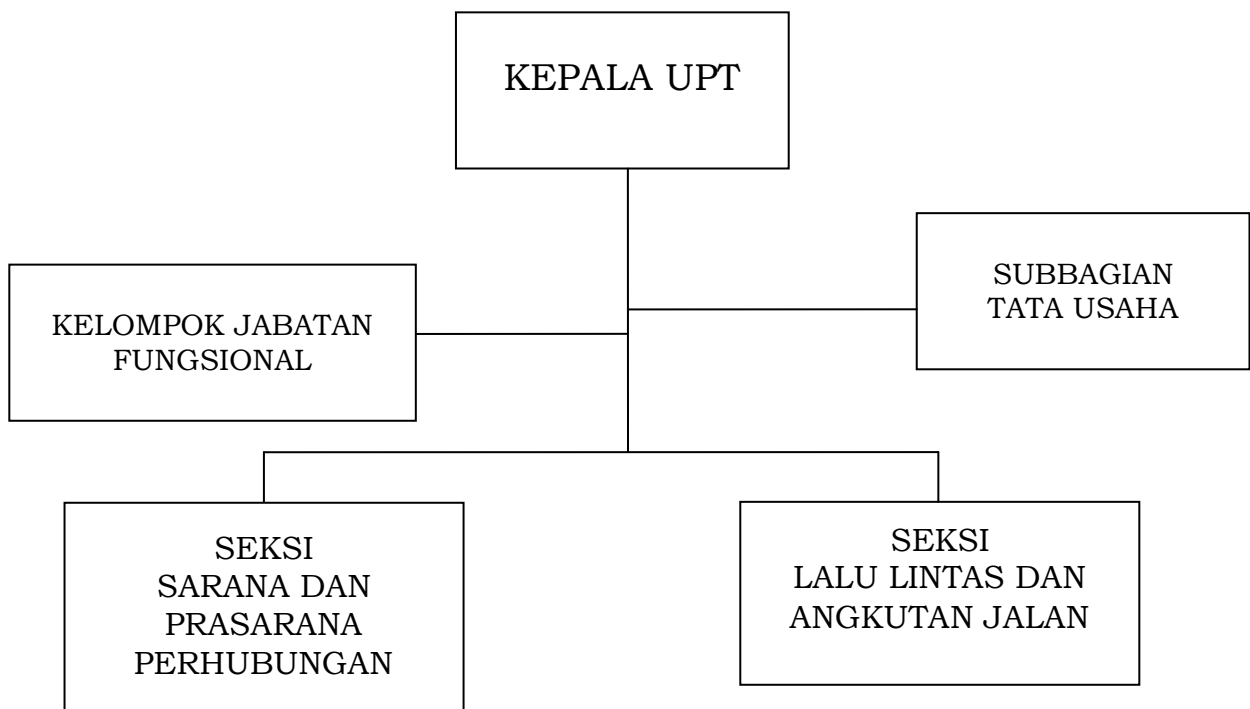 KEPALA UPT
SUBBAGIAN
TATA USAHA
KELOMPOK JABATAN
FUNGSIONAL
SEKSI
SARANA DAN
PRASARANA
PERHUBUNGAN
SEKSI
LALU LINTAS DAN
ANGKUTAN JALAN